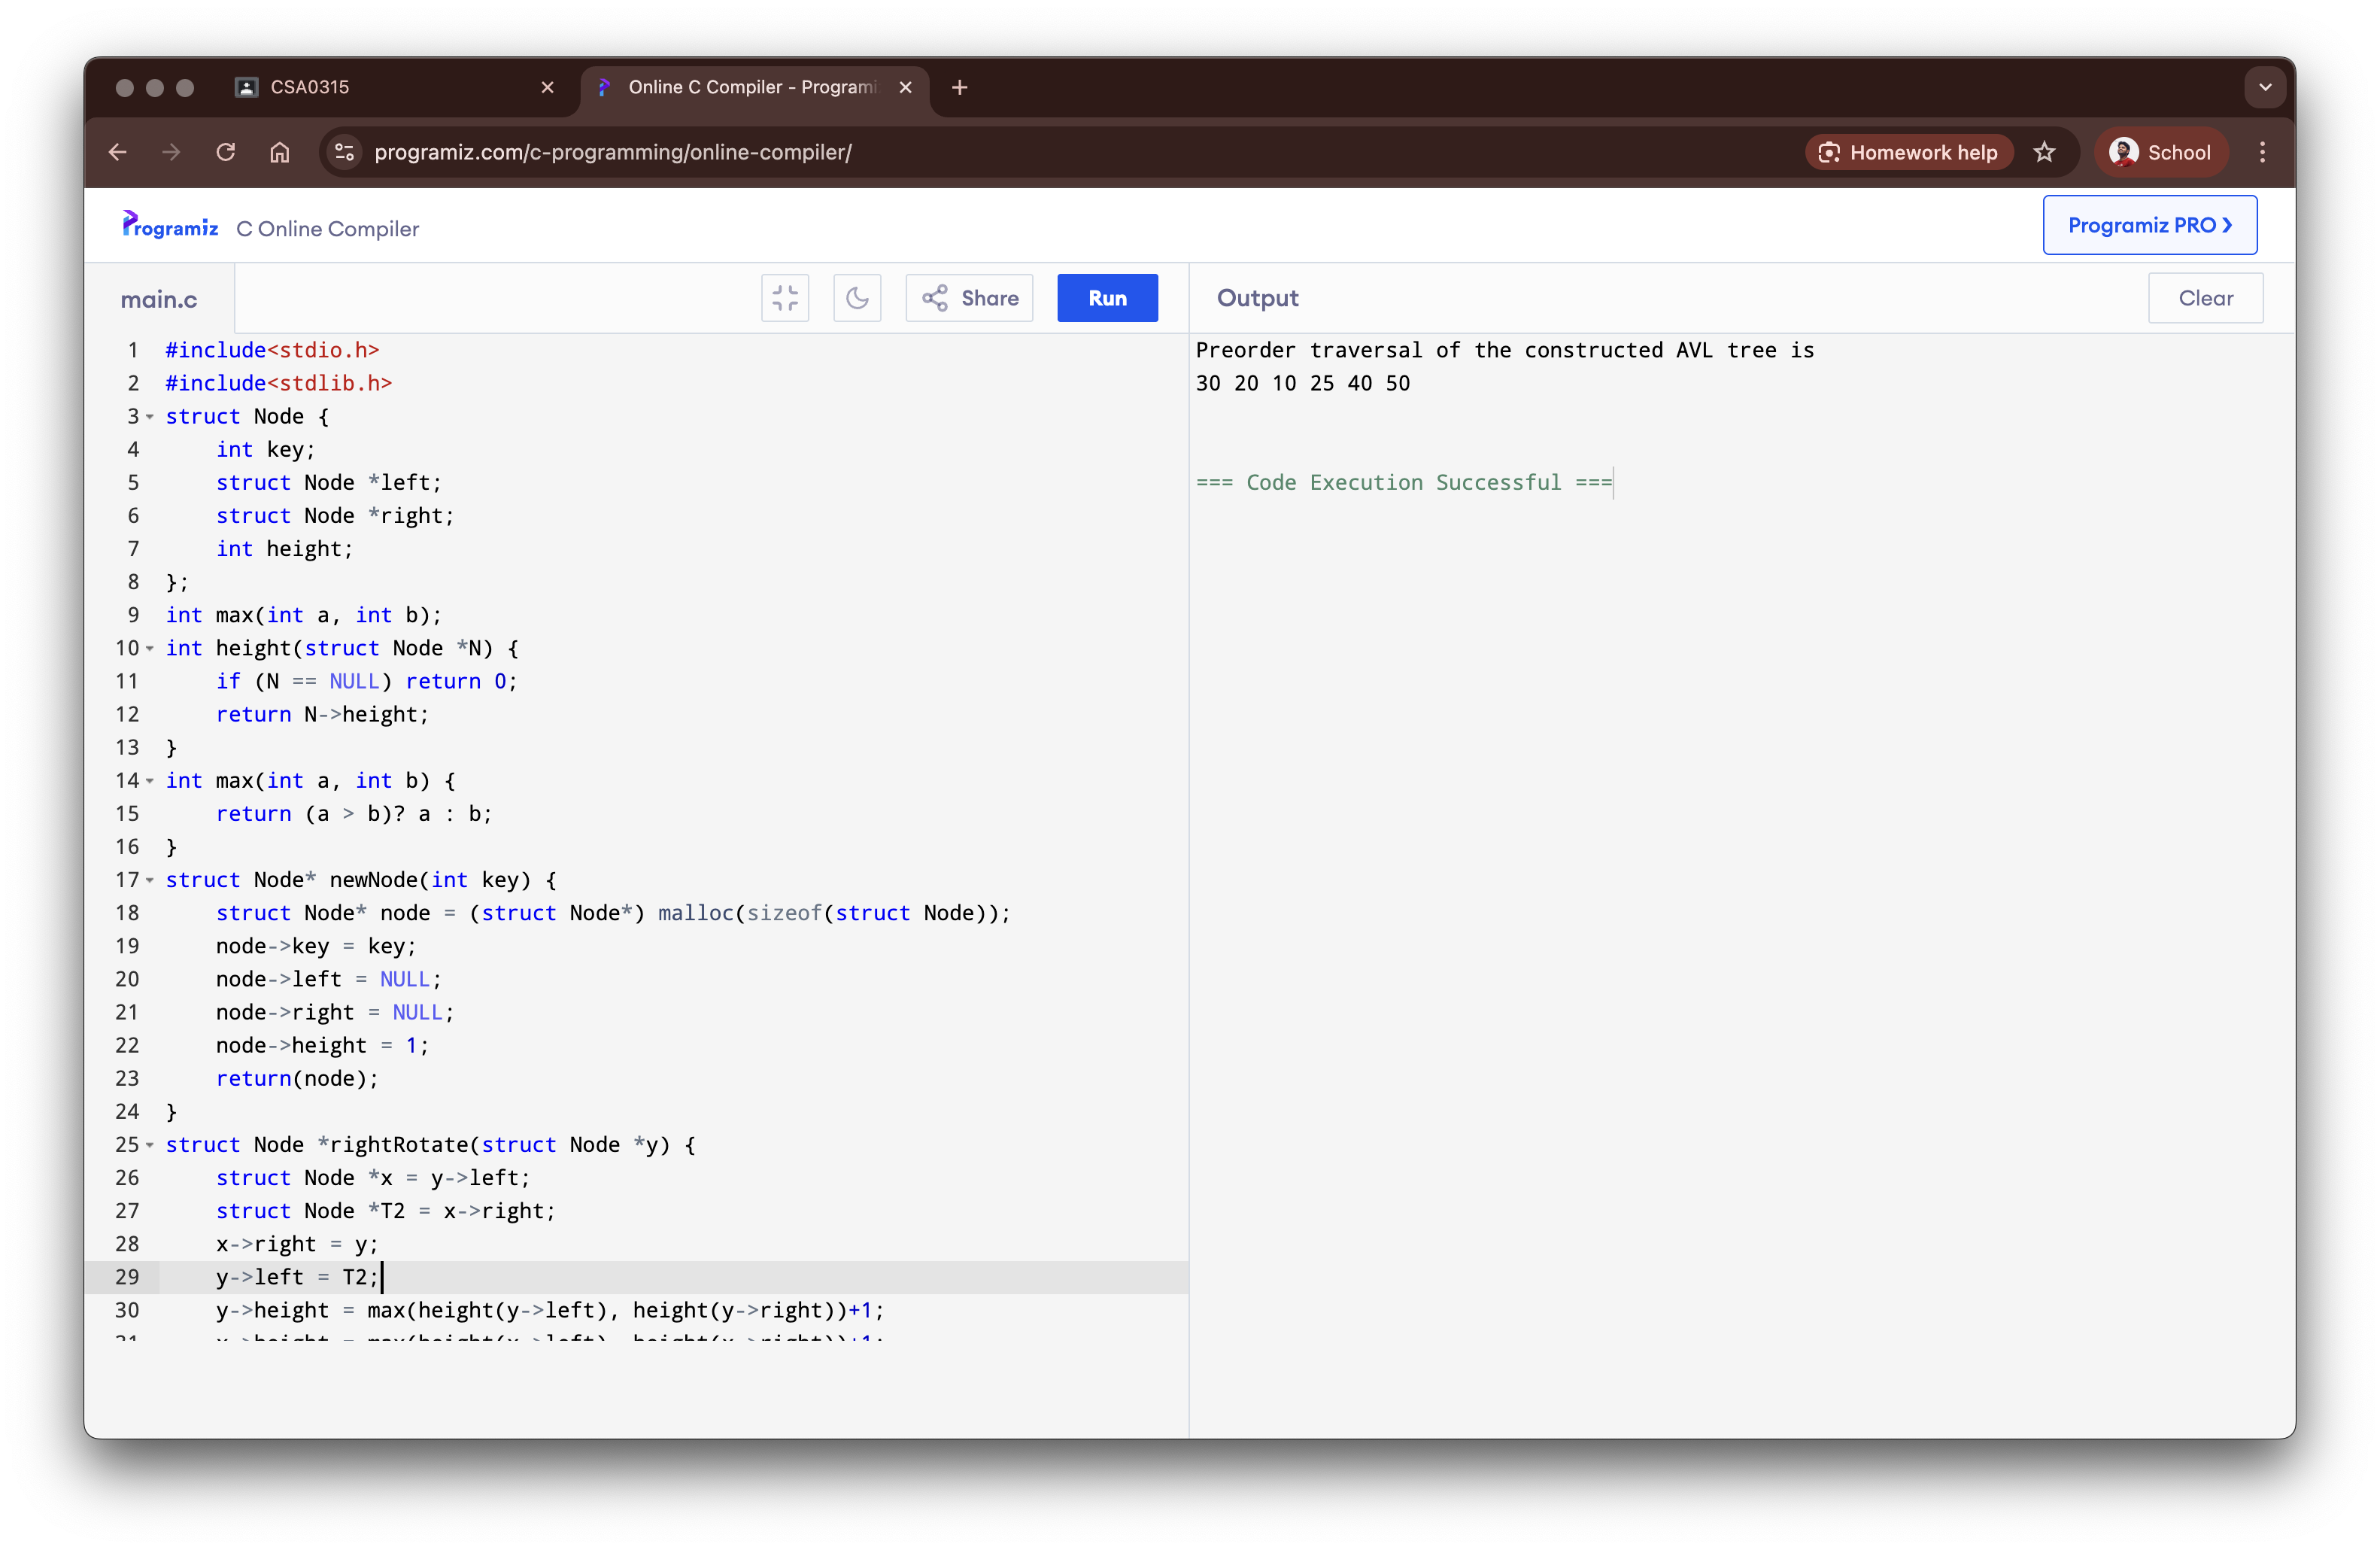 CSA0315
Online C Compiler - Programi
programiz.com/c-programming/online-compiler/
Homework help
School
Programiz C Online Compiler
Programiz PRO ❯
main.c
Share
Run
Output
Clear
1 #include<stdio.h>
2 #include<stdlib.h>
3 struct Node {
4     int key;
5     struct Node *left;
6     struct Node *right;
7     int height;
8 };
9 int max(int a, int b);
10 int height(struct Node *N) {
11     if (N == NULL) return 0;
12     return N->height;
13 }
14 int max(int a, int b) {
15     return (a > b)? a : b;
16 }
17 struct Node* newNode(int key) {
18     struct Node* node = (struct Node*) malloc(sizeof(struct Node));
19     node->key = key;
20     node->left = NULL;
21     node->right = NULL;
22     node->height = 1;
23     return(node);
24 }
25 struct Node *rightRotate(struct Node *y) {
26     struct Node *x = y->left;
27     struct Node *T2 = x->right;
28     x->right = y;
29     y->left = T2;
30     y->height = max(height(y->left), height(y->right))+1;
31     x->height = max(height(x->left), height(x->right))+1;
Preorder traversal of the constructed AVL tree is
30 20 10 25 40 50
=== Code Execution Successful ===